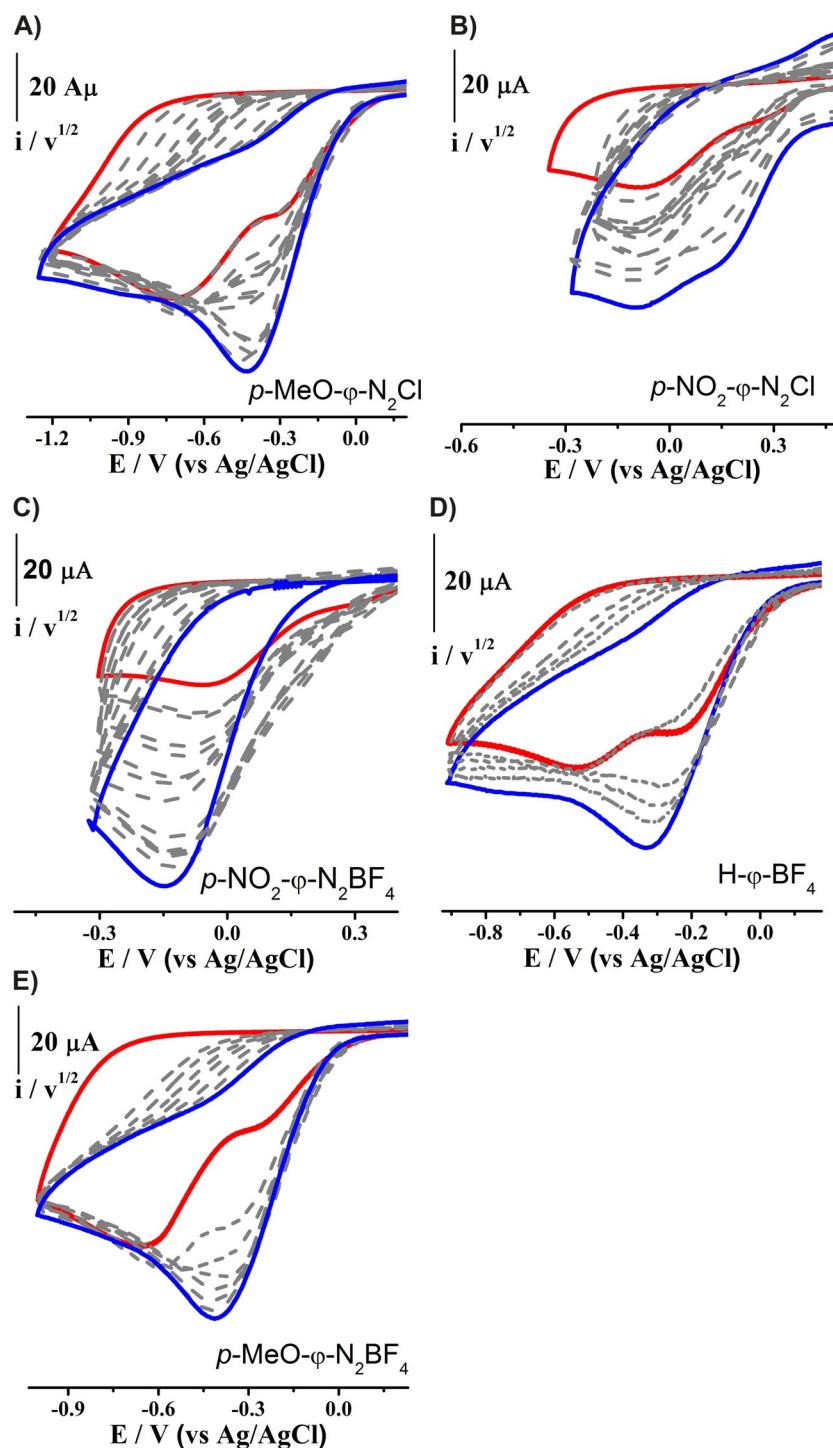 A)
20 Aμ
i / v^1/2
p-MeO-φ-N₂Cl
-1.2 -0.9 -0.6 -0.3 0.0
E / V (vs Ag/AgCl)
B)
20 μA
i / v^1/2
p-NO₂-φ-N₂Cl
-0.6 -0.3 0.0 0.3
E / V (vs Ag/AgCl)
C)
20 μA
i / v^1/2
p-NO₂-φ-N₂BF₄
-0.3 0.0 0.3
E / V (vs Ag/AgCl)
D)
20 μA
i / v^1/2
H-φ-BF₄
-0.8 -0.6 -0.4 -0.2 0.0
E / V (vs Ag/AgCl)
E)
20 μA
i / v^1/2
p-MeO-φ-N₂BF₄
-0.9 -0.6 -0.3 0.0
E / V (vs Ag/AgCl)